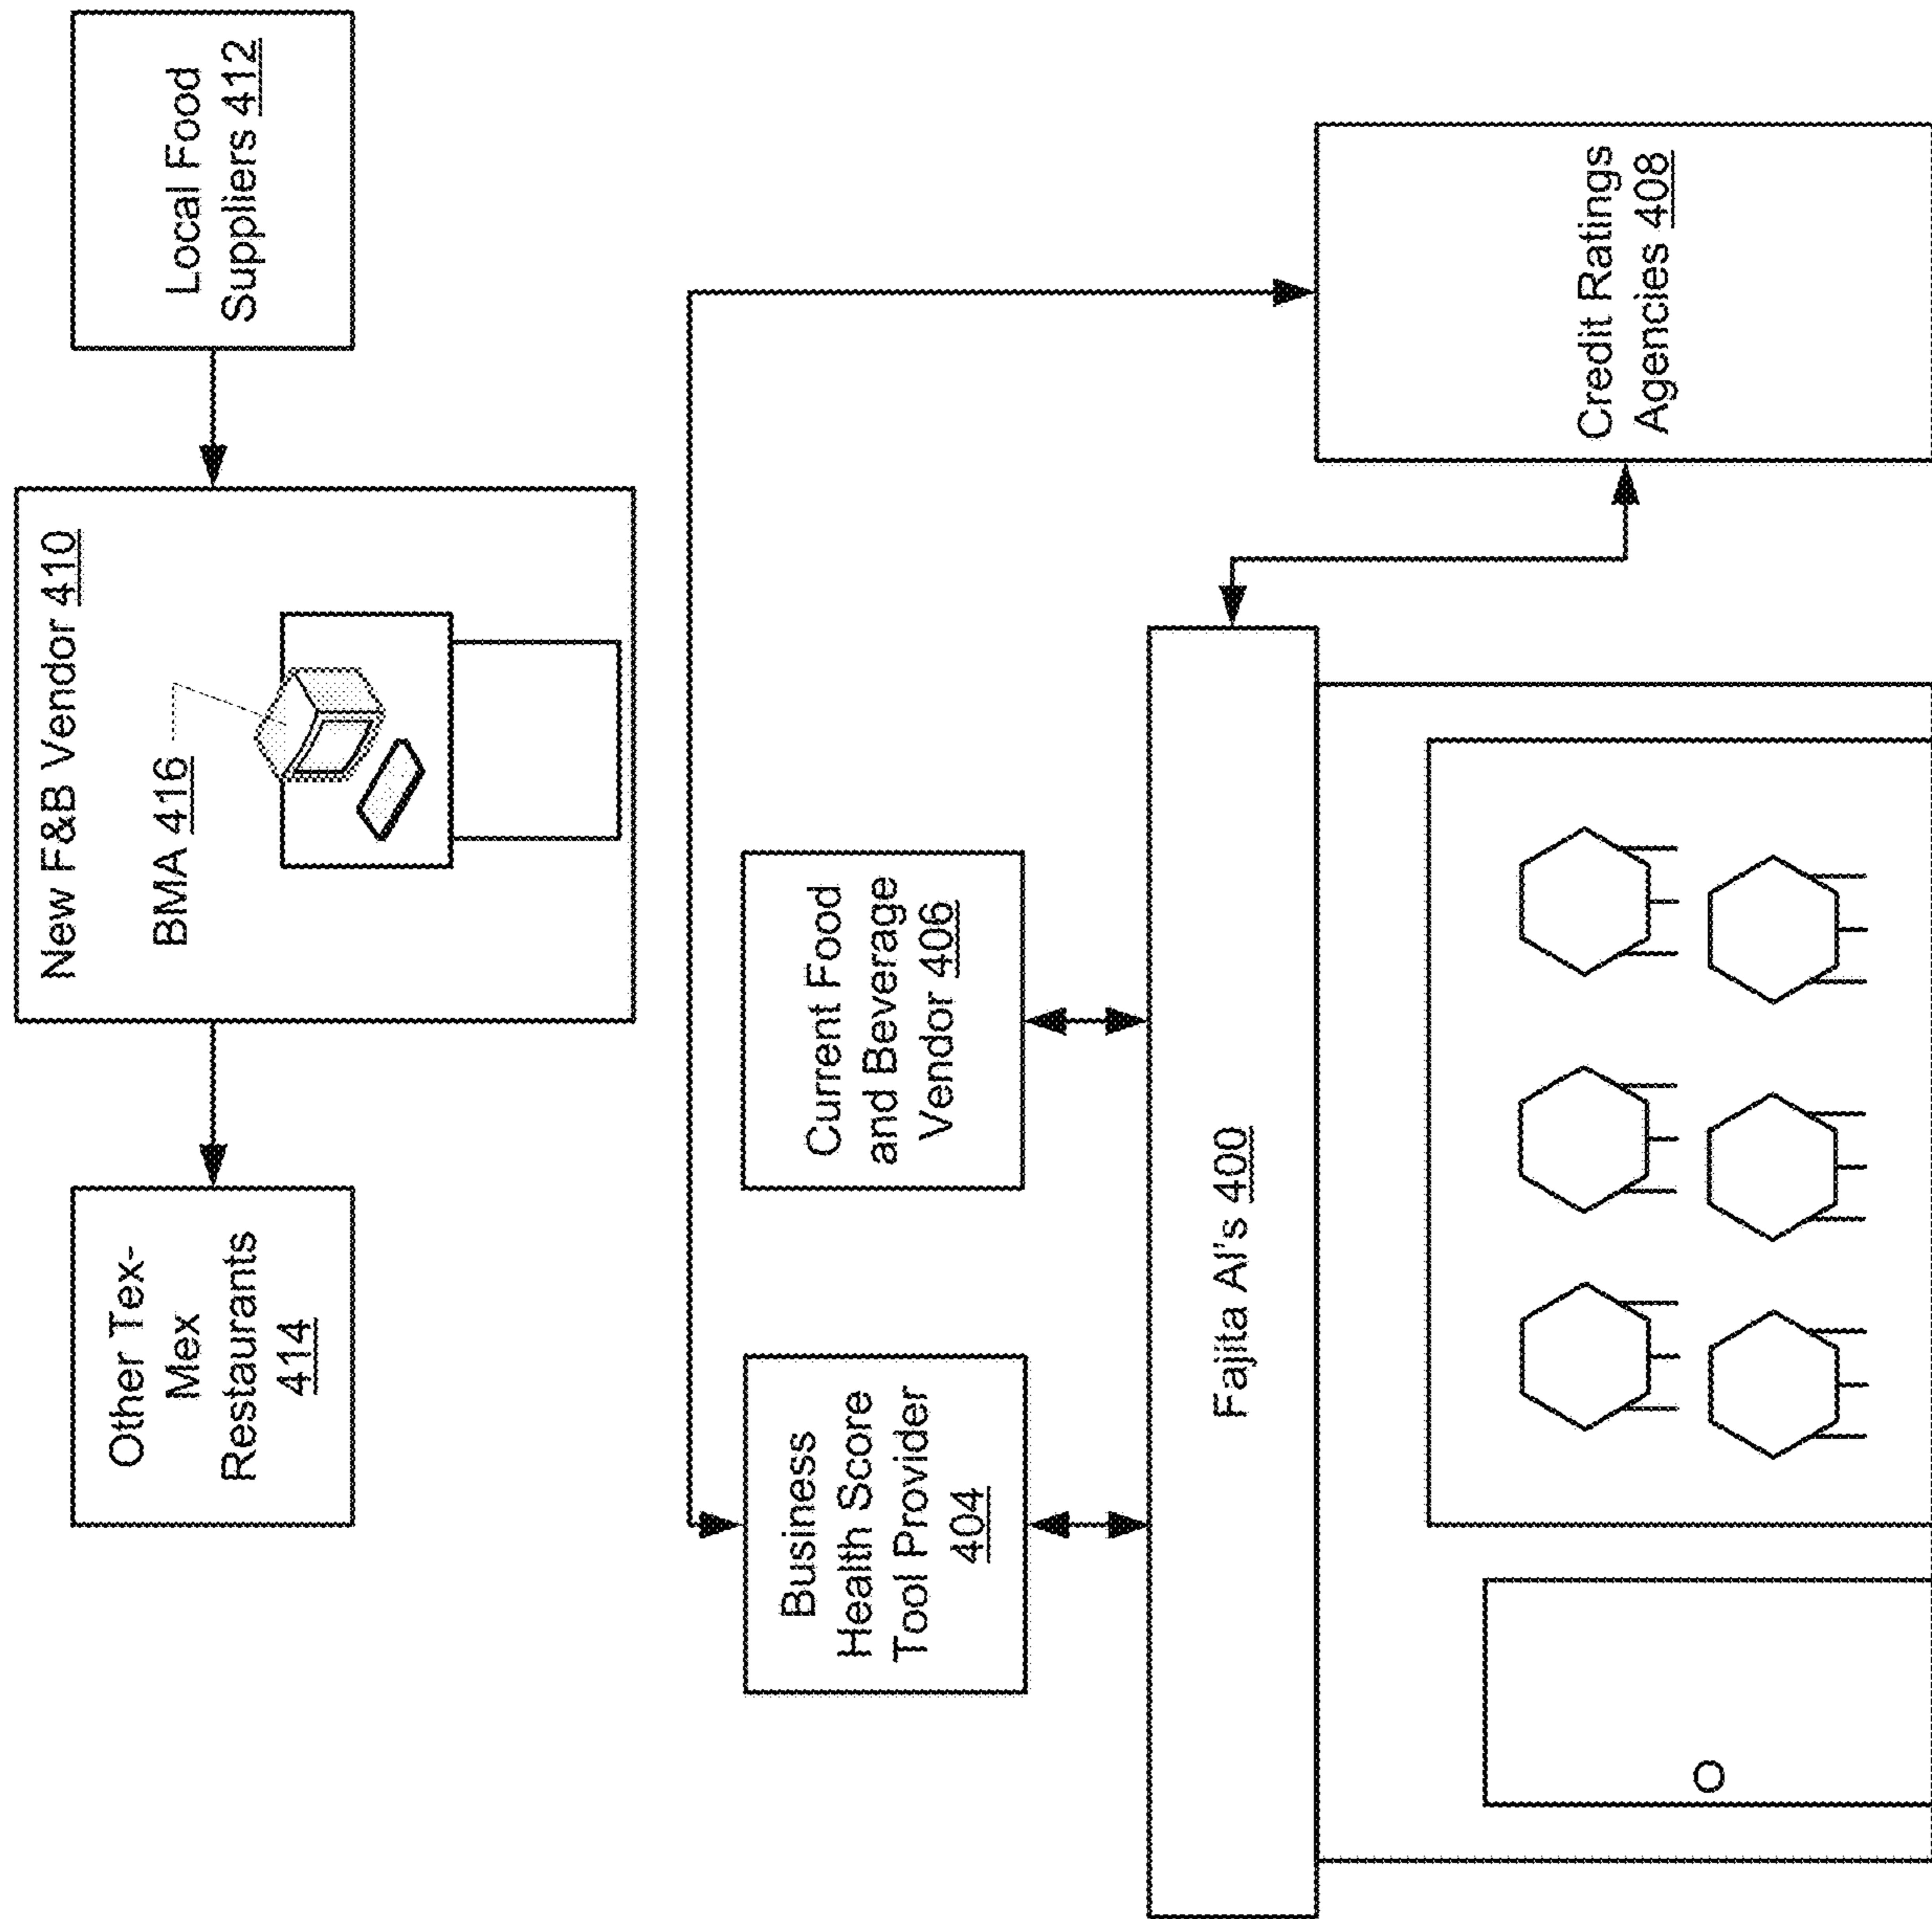 Local Food
Suppliers 412
New F&B Vendor 410
BMA 416
Other Tex-
Mex
Restaurants
414
Credit Ratings
Agencies 408
Current Food
and Beverage
Vendor 406
Business
Health Score
Tool Provider
404
Fajita Al's 400